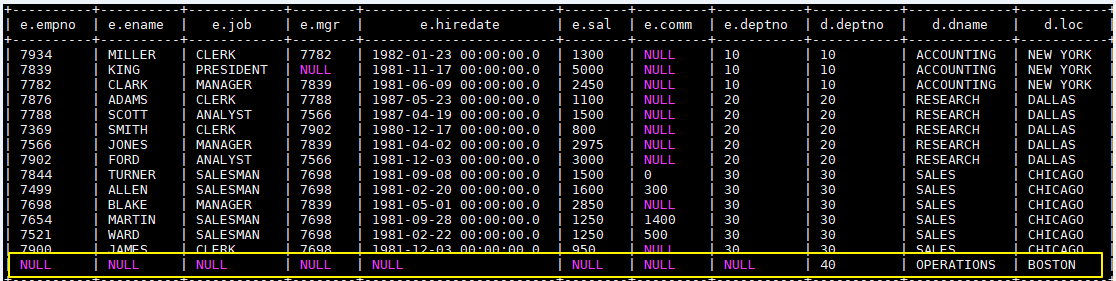 | e.empno | e.ename | e.job | e.mgr | e.hiredate | e.sal | e.comm | e.deptno | d.deptno | d.dname | d.loc |
| 7934 | MILLER | CLERK | 7782 | 1982-01-23 00:00:00.0 | 1300 | NULL | 10 | 10 | ACCOUNTING | NEW YORK |
| 7839 | KING | PRESIDENT | NULL | 1981-11-17 00:00:00.0 | 5000 | NULL | 10 | 10 | ACCOUNTING | NEW YORK |
| 7782 | CLARK | MANAGER | 7839 | 1981-06-09 00:00:00.0 | 2450 | NULL | 10 | 10 | ACCOUNTING | NEW YORK |
| 7876 | ADAMS | CLERK | 7788 | 1987-05-23 00:00:00.0 | 1100 | NULL | 20 | 20 | RESEARCH | DALLAS |
| 7788 | SCOTT | ANALYST | 7566 | 1987-04-19 00:00:00.0 | 1500 | NULL | 20 | 20 | RESEARCH | DALLAS |
| 7369 | SMITH | CLERK | 7902 | 1980-12-17 00:00:00.0 | 800 | NULL | 20 | 20 | RESEARCH | DALLAS |
| 7566 | JONES | MANAGER | 7839 | 1981-04-02 00:00:00.0 | 2975 | NULL | 20 | 20 | RESEARCH | DALLAS |
| 7902 | FORD | ANALYST | 7566 | 1981-12-03 00:00:00.0 | 3000 | NULL | 20 | 20 | RESEARCH | DALLAS |
| 7844 | TURNER | SALESMAN | 7698 | 1981-09-08 00:00:00.0 | 1500 | 0 | 30 | 30 | SALES | CHICAGO |
| 7499 | ALLEN | SALESMAN | 7698 | 1981-02-20 00:00:00.0 | 1600 | 300 | 30 | 30 | SALES | CHICAGO |
| 7698 | BLAKE | MANAGER | 7839 | 1981-05-01 00:00:00.0 | 2850 | NULL | 30 | 30 | SALES | CHICAGO |
| 7654 | MARTIN | SALESMAN | 7698 | 1981-09-28 00:00:00.0 | 1250 | 1400 | 30 | 30 | SALES | CHICAGO |
| 7521 | WARD | SALESMAN | 7698 | 1981-02-22 00:00:00.0 | 1250 | 500 | 30 | 30 | SALES | CHICAGO |
| 7900 | JAMES | CLERK | 7698 | 1981-12-03 00:00:00.0 | 950 | NULL | 30 | 30 | SALES | CHICAGO |
| NULL | NULL | NULL | NULL | NULL | NULL | NULL | NULL | 40 | OPERATIONS | BOSTON |